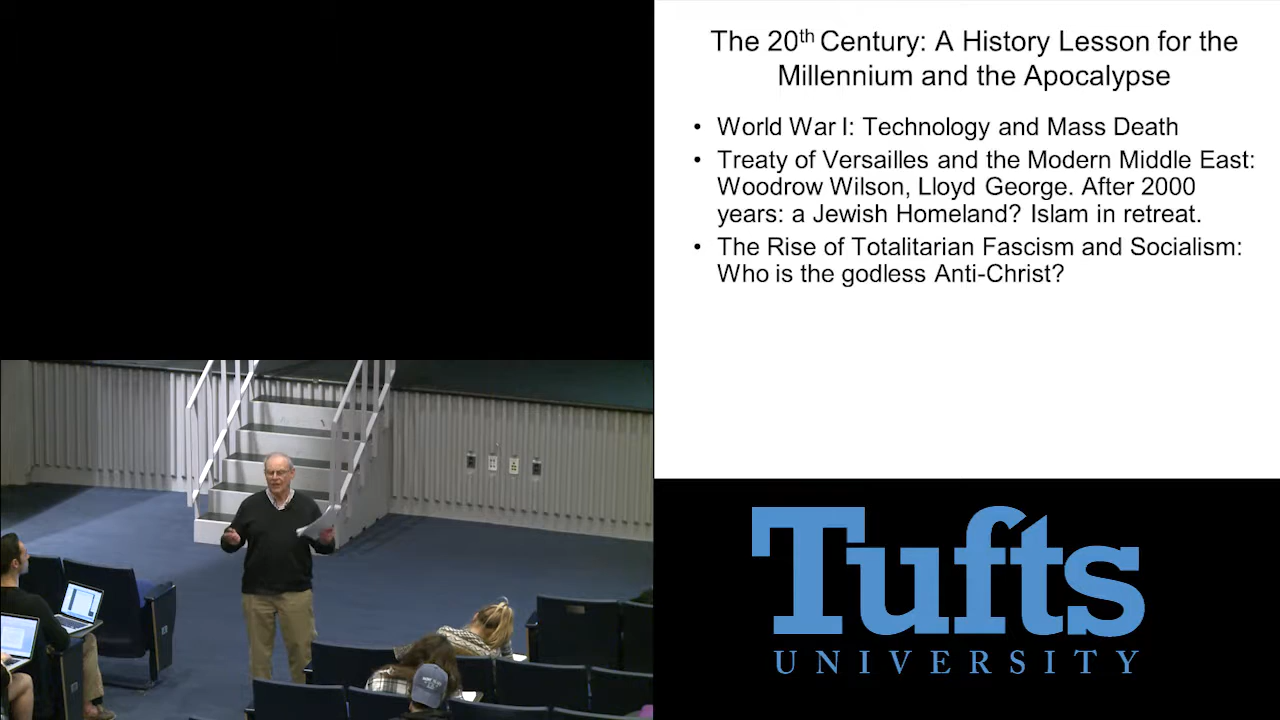 The 20th Century: A History Lesson for the
Millennium and the Apocalypse
• World War I: Technology and Mass Death
• Treaty of Versailles and the Modern Middle East:
Woodrow Wilson, Lloyd George. After 2000
years: a Jewish Homeland? Islam in retreat.
• The Rise of Totalitarian Fascism and Socialism:
Who is the godless Anti-Christ?
Tufts
UNIVERSITY